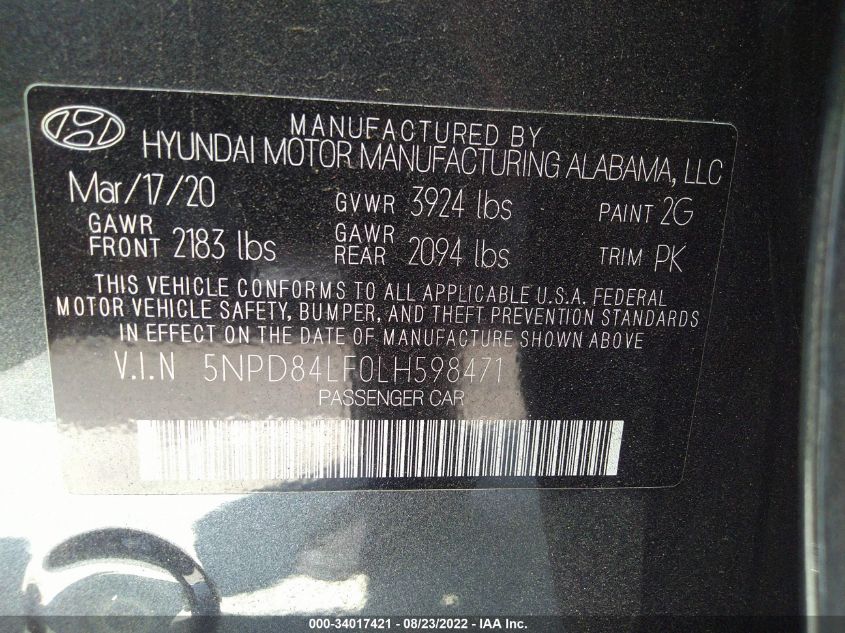 MANUFACTURED BY
HYUNDAI MOTOR MANUFACTURING ALABAMA, LLC
Mar/17/20 GVWR 3924 lbs PAINT 2G
GAWR FRONT 2183 lbs GAWR REAR 2094 lbs TRIM PK
THIS VEHICLE CONFORMS TO ALL APPLICABLE U.S.A. FEDERAL
MOTOR VEHICLE SAFETY, BUMPER, AND THEFT PREVENTION STANDARDS
IN EFFECT ON THE DATE OF MANUFACTURE SHOWN ABOVE.
V.I.N 5NPD84LF0LH598471
PASSENGER CAR
000-34017421 - 08/23/2022 - IAA Inc.